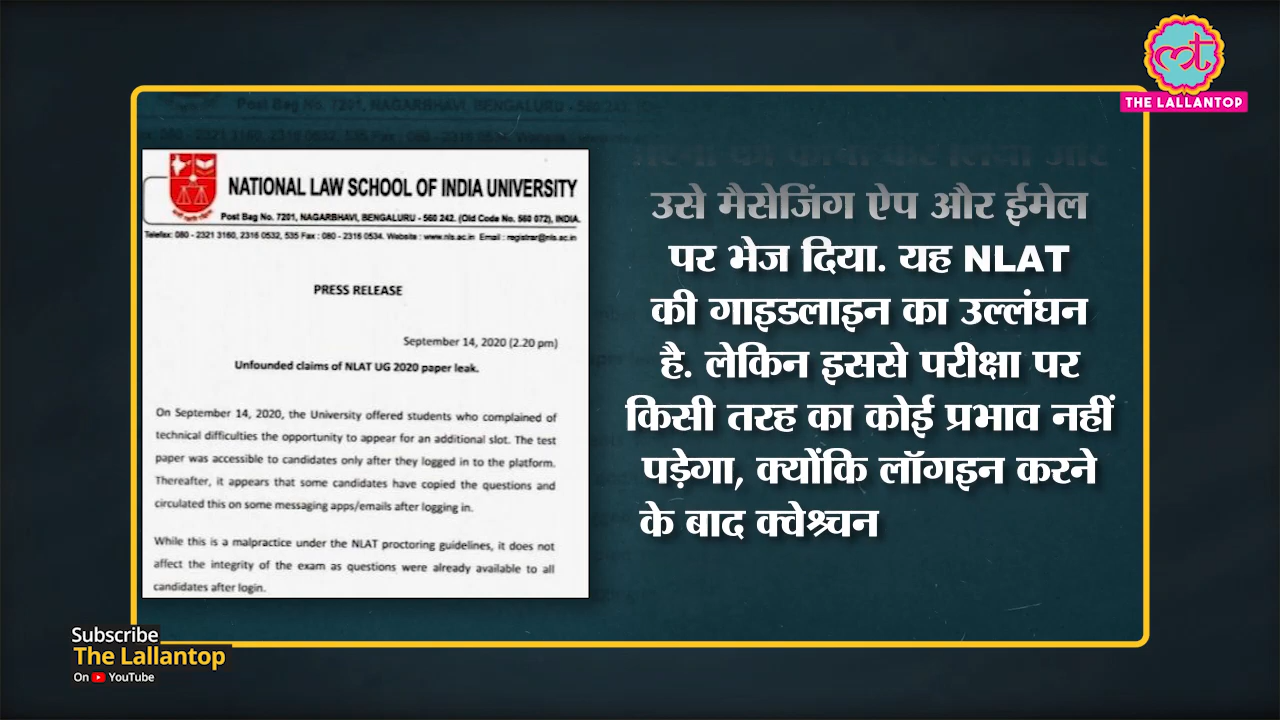 THE LALLANTOP
Post Bag No. 7201, NAGARBHAVI, BENGALURU - 560 242.
NATIONAL LAW SCHOOL OF INDIA UNIVERSITY
Post Bag No. 7201, NAGARBHAVI, BENGALURU - 560 242. (Old Code No. 560 072), INDIA.
Telefax: 080 - 2321 3160, 2316 0532, 535 Fax : 080 - 2316 0534. Website : www.nls.ac.in Email : registrar@nls.ac.in
PRESS RELEASE
September 14, 2020 (2.20 pm)
Unfounded claims of NLAT UG 2020 paper leak.
On September 14, 2020, the University offered students who complained of
technical difficulties the opportunity to appear for an additional slot. The test
paper was accessible to candidates only after they logged in to the platform.
Thereafter, it appears that some candidates have copied the questions and
circulated this on some messaging apps/emails after logging in.
While this is a malpractice under the NLAT proctoring guidelines, it does not
affect the integrity of the exam as questions were already available to all
candidates after login.
उसे मैसेजिंग ऐप और ईमेल
पर भेज दिया. यह NLAT
की गाइडलाइन का उल्लंघन
है. लेकिन इससे परीक्षा पर
किसी तरह का कोई प्रभाव नहीं
पड़ेगा, क्योंकि लॉगइन करने
के बाद क्वेश्चन
Subscribe
The Lallantop
On YouTube